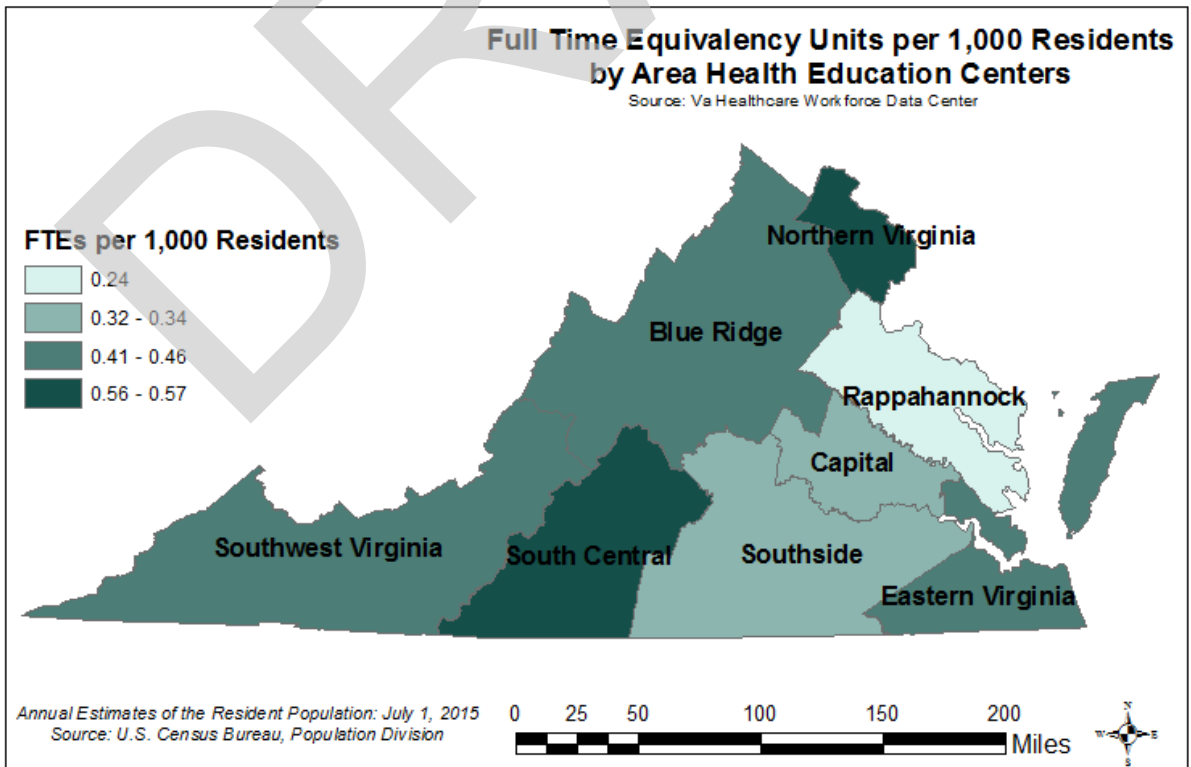 Full Time Equivalency Units per 1,000 Residents
by Area Health Education Centers
Source: Va Healthcare Workforce Data Center
FTEs per 1,000 Residents
0.24
0.32 - 0.34
0.41 - 0.46
0.56 - 0.57
Northern Virginia
Blue Ridge
Rappahannock
Capital
Southwest Virginia
South Central
Southside
Eastern Virginia
Annual Estimates of the Resident Population: July 1, 2015
Source: U.S. Census Bureau, Population Division
0 25 50 100 150 200
Miles
N
W E
S